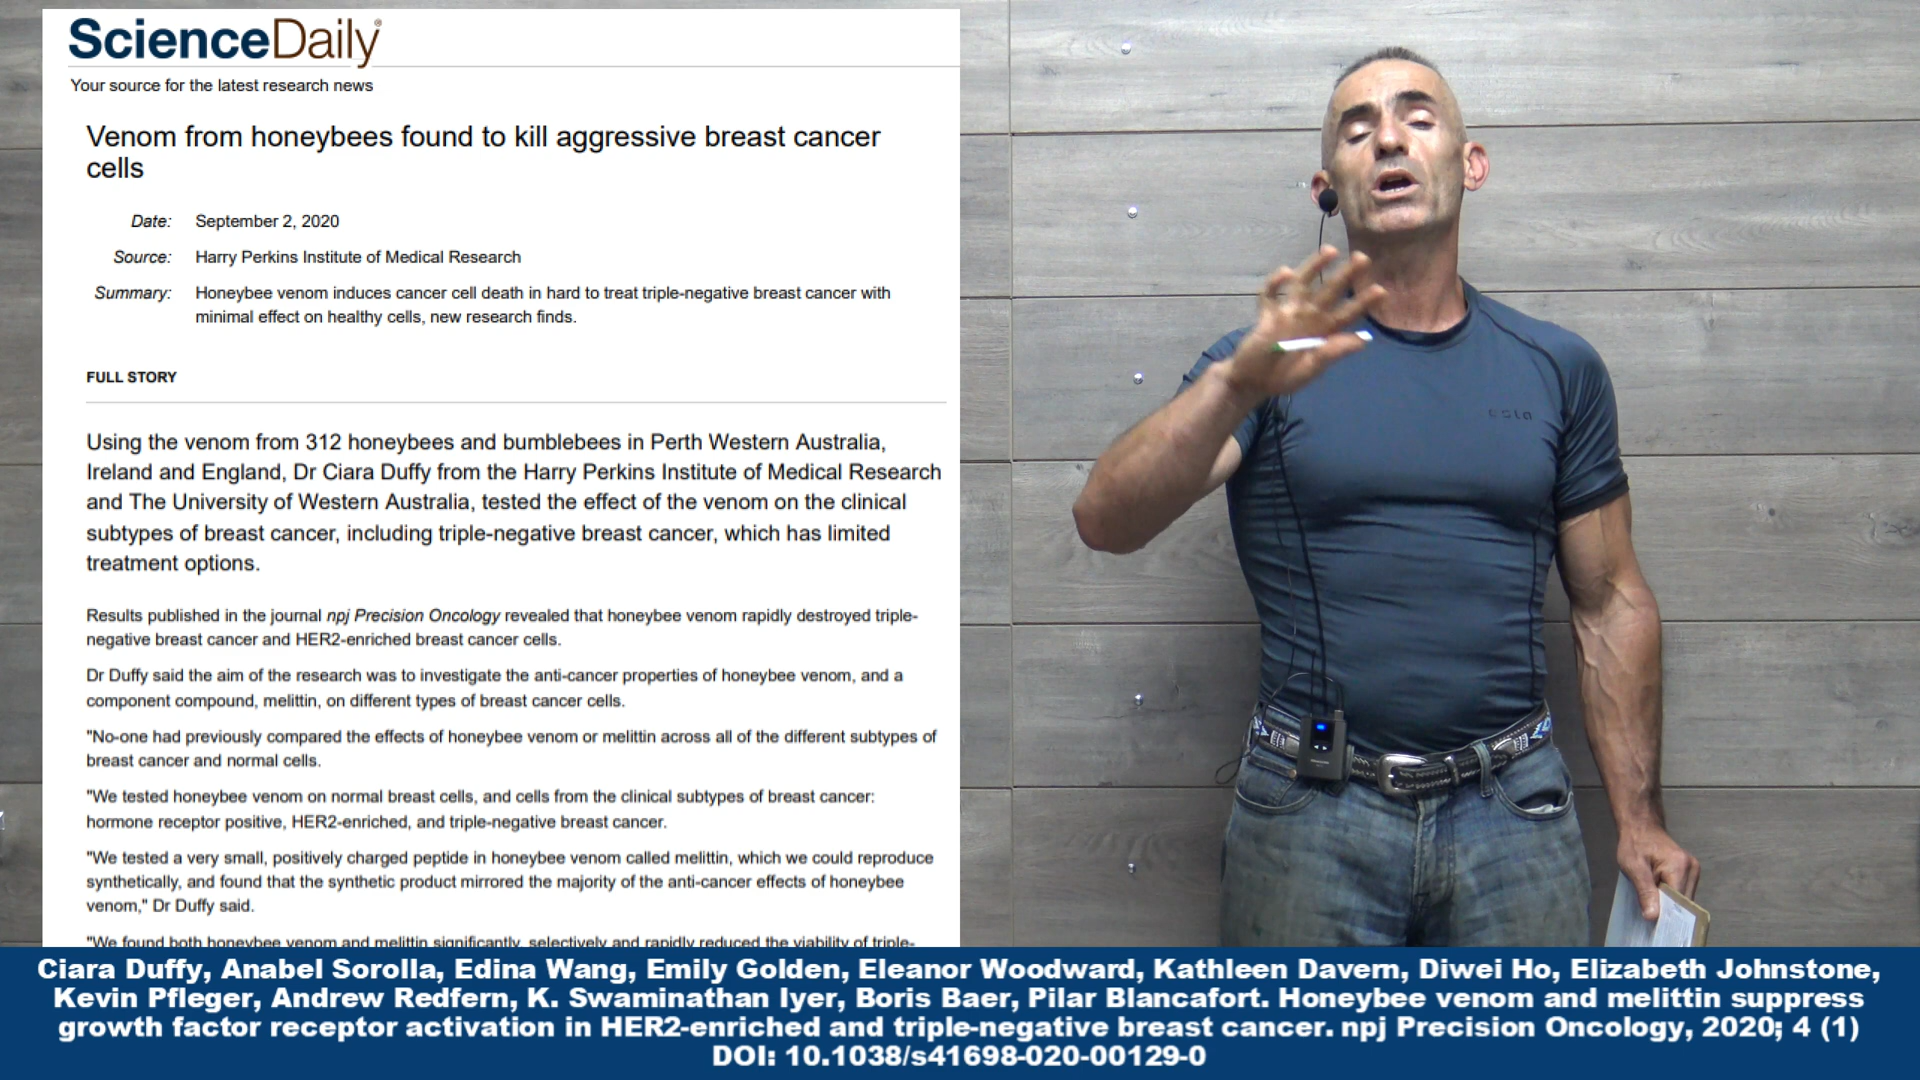 ScienceDaily®
Your source for the latest research news
Venom from honeybees found to kill aggressive breast cancer
cells
Date: September 2, 2020
Source: Harry Perkins Institute of Medical Research
Summary: Honeybee venom induces cancer cell death in hard to treat triple-negative breast cancer with
minimal effect on healthy cells, new research finds.
FULL STORY
Using the venom from 312 honeybees and bumblebees in Perth Western Australia,
Ireland and England, Dr Ciara Duffy from the Harry Perkins Institute of Medical Research
and The University of Western Australia, tested the effect of the venom on the clinical
subtypes of breast cancer, including triple-negative breast cancer, which has limited
treatment options.
Results published in the journal npj Precision Oncology revealed that honeybee venom rapidly destroyed triple-
negative breast cancer and HER2-enriched breast cancer cells.
Dr Duffy said the aim of the research was to investigate the anti-cancer properties of honeybee venom, and a
component compound, melittin, on different types of breast cancer cells.
"No-one had previously compared the effects of honeybee venom or melittin across all of the different subtypes of
breast cancer and normal cells.
"We tested honeybee venom on normal breast cells, and cells from the clinical subtypes of breast cancer:
hormone receptor positive, HER2-enriched, and triple-negative breast cancer.
"We tested a very small, positively charged peptide in honeybee venom called melittin, which we could reproduce
synthetically, and found that the synthetic product mirrored the majority of the anti-cancer effects of honeybee
venom," Dr Duffy said.
"We found both honeybee venom and melittin significantly, selectively and rapidly reduced the viability of triple-
Ciara Duffy, Anabel Sorolla, Edina Wang, Emily Golden, Eleanor Woodward, Kathleen Davern, Diwei Ho, Elizabeth Johnstone,
Kevin Pfleger, Andrew Redfern, K. Swaminathan Iyer, Boris Baer, Pilar Blancafort. Honeybee venom and melittin suppress
growth factor receptor activation in HER2-enriched and triple-negative breast cancer. npj Precision Oncology, 2020; 4 (1)
DOI: 10.1038/s41698-020-00129-0